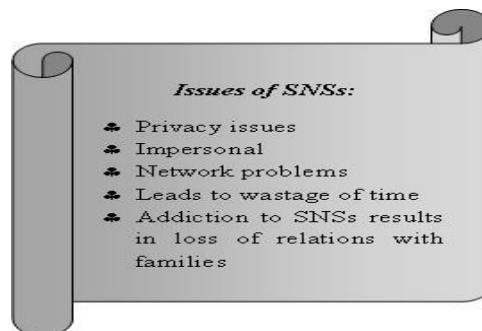 Issues of SNSs:
♣ Privacy issues
♣ Impersonal
♣ Network problems
♣ Leads to wastage of time
♣ Addiction to SNSs results
in loss of relations with
families